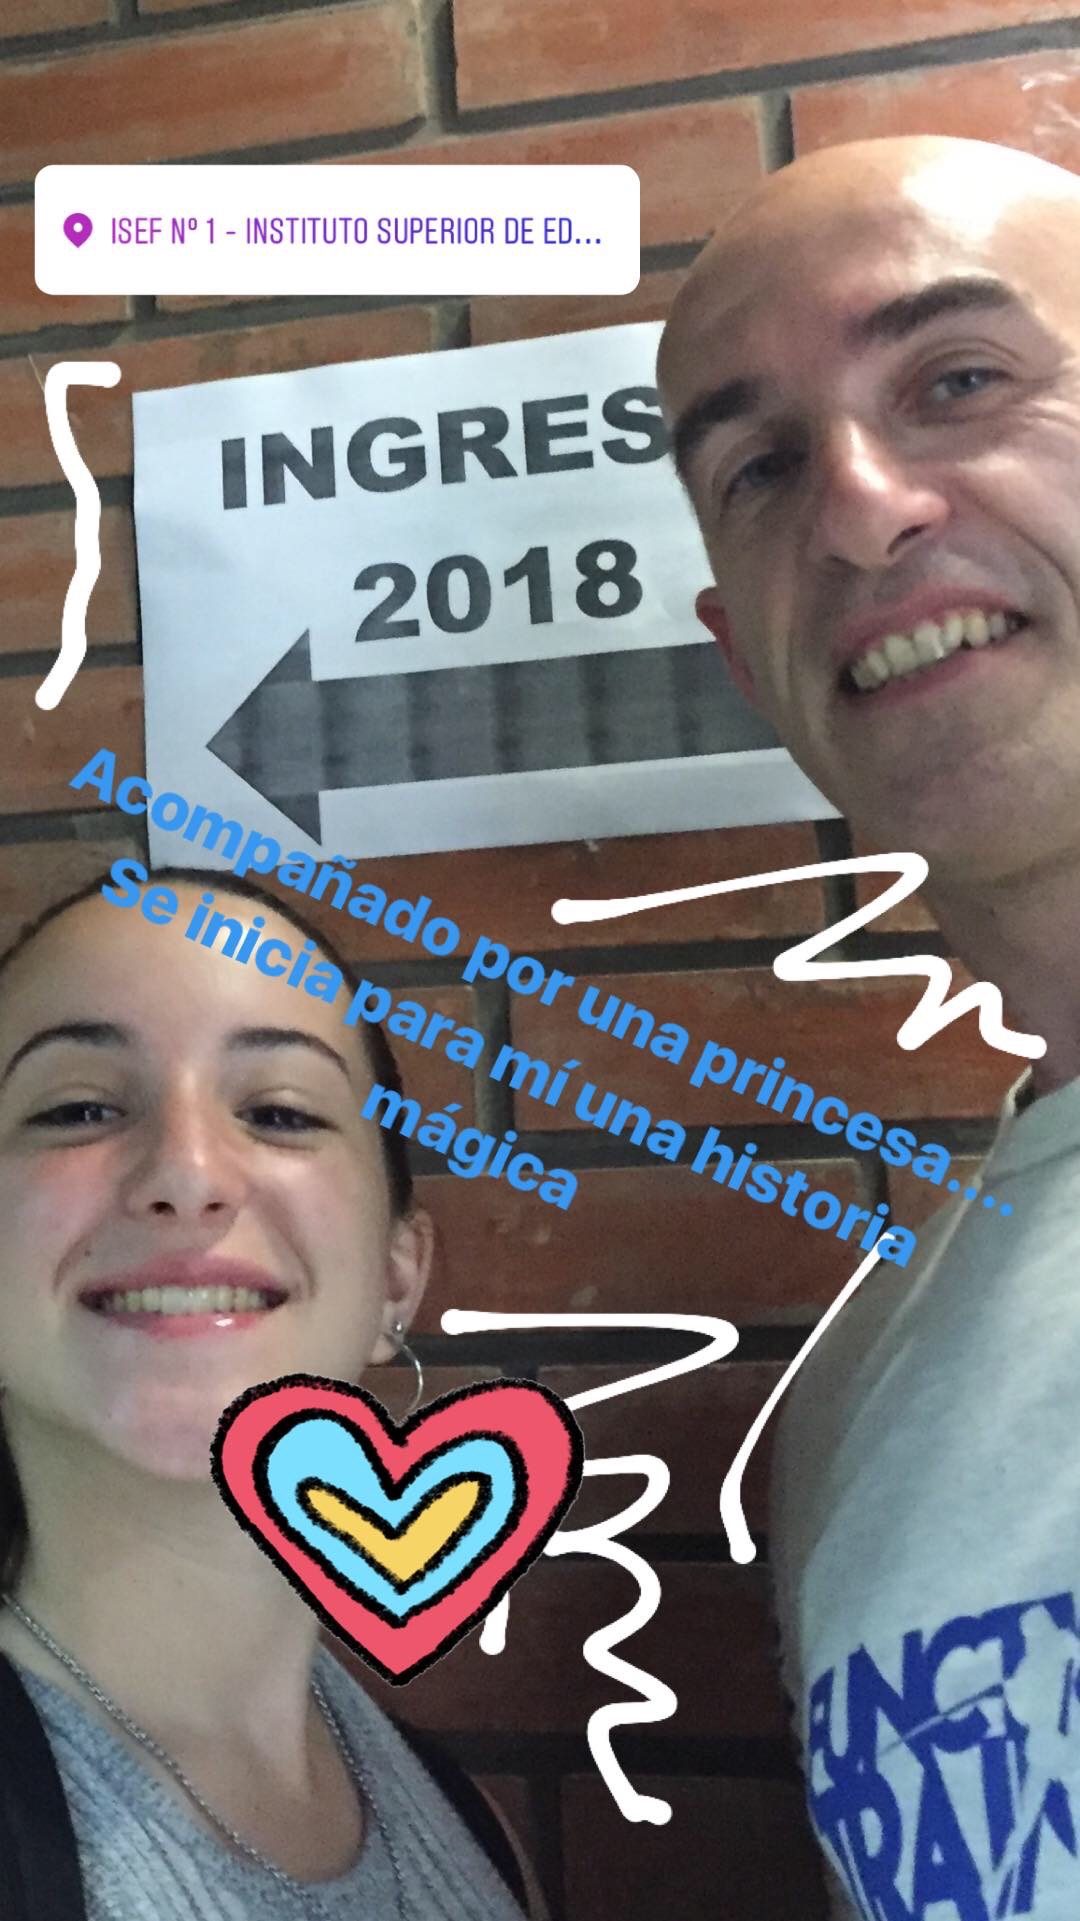 ISEF Nº 1 - INSTITUTO SUPERIOR DE ED...
INGRES
2018
Acompañado por una princesa....
Se inicia para mí una historia
mágica